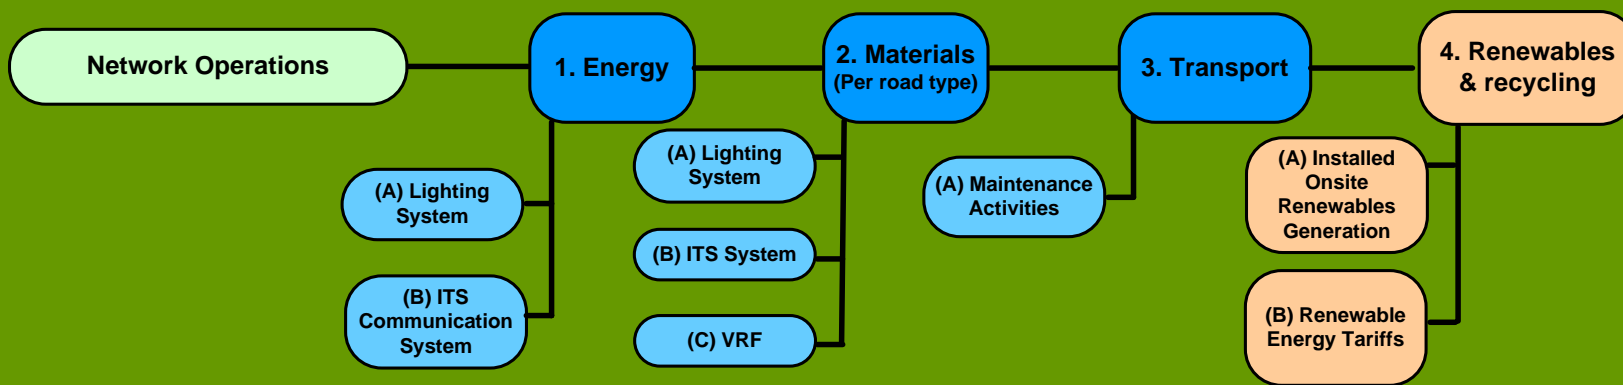 Network Operations
1. Energy
2. Materials
(Per road type)
3. Transport
4. Renewables
& recycling
(A) Lighting
System
(B) ITS
Communication
System
(A) Lighting
System
(B) ITS System
(C) VRF
(A) Maintenance
Activities
(A) Installed
Onsite
Renewables
Generation
(B) Renewable
Energy Tariffs